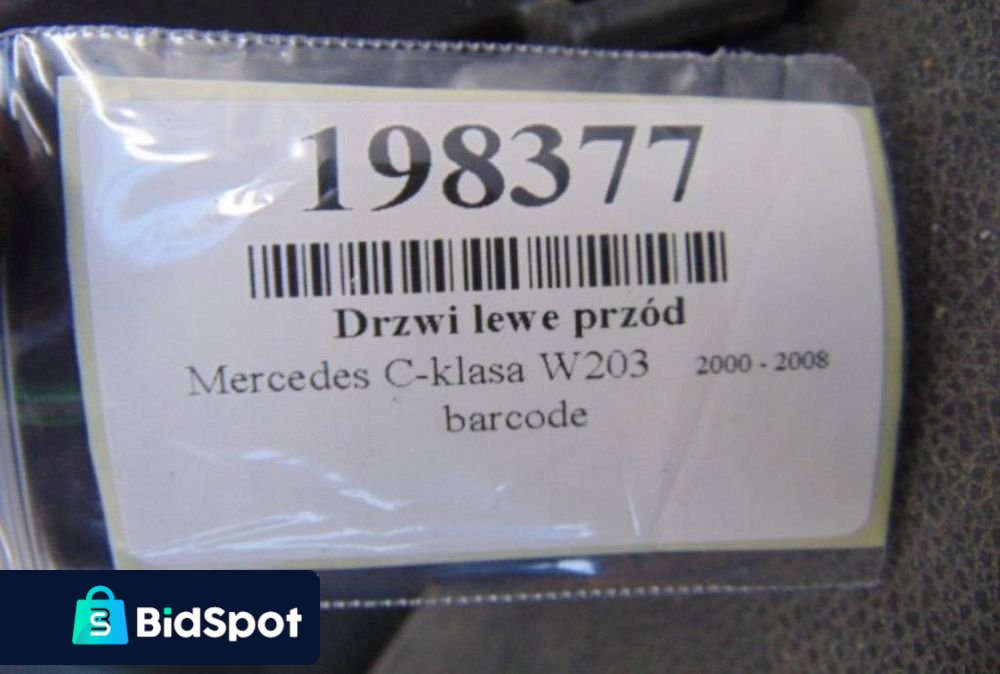 198377
Drzwi lewe przód
Mercedes C-klasa W203 2000 - 2008
barcode
BidSpot